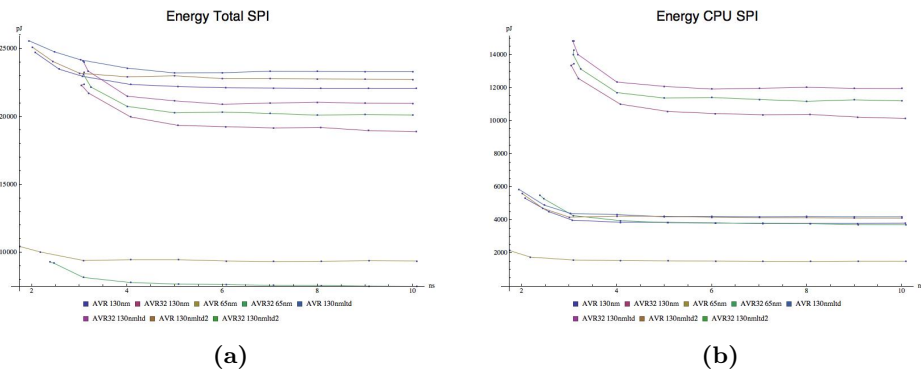 Energy Total SPI
pJ
25000
20000
15000
10000
2
4
6
8
10
ns
AVR 130nm AVR32 130nm AVR 65nm AVR32 65nm AVR 130nmltd
AVR32 130nmltd AVR 130nmltd2 AVR32 130nmltd2
(a)
Energy CPU SPI
pJ
14000
12000
10000
8000
6000
4000
2000
2
4
6
8
10
AVR 130nm AVR32 130nm AVR 65nm AVR32 65nm AVR 130nmltd
AVR32 130nmltd AVR 130nmltd2 AVR32 130nmltd2
(b)